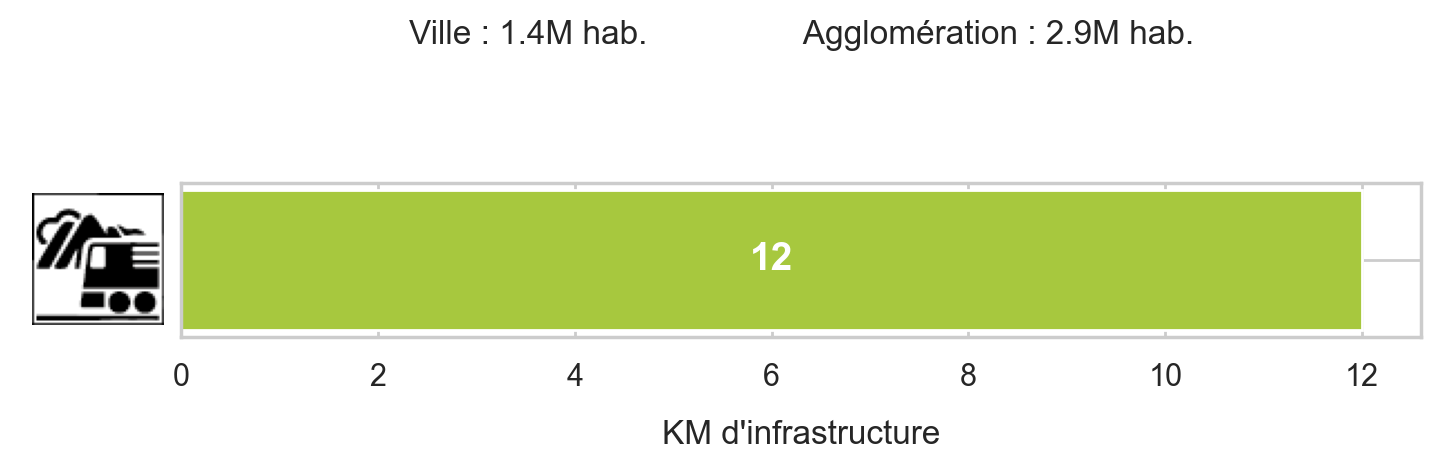 Ville : 1.4M hab. Agglomération : 2.9M hab.
12
0 2 4 6 8 10 12
KM d'infrastructure